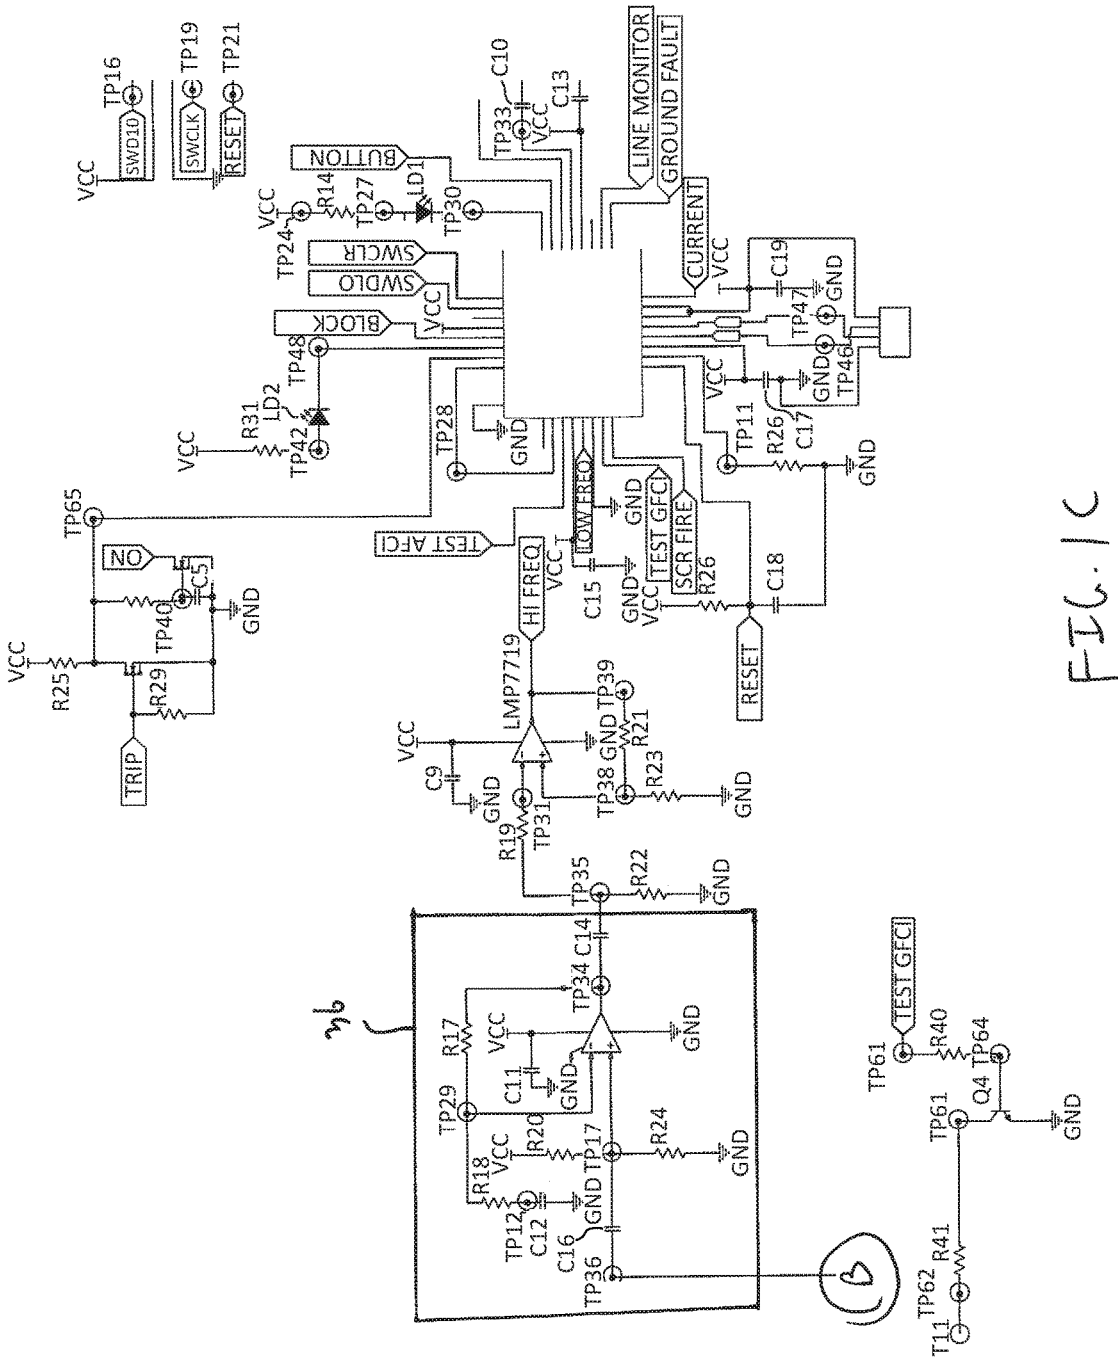 VCC
SWD10
TP16
SWCLK
TP19
RESET
TP21
BUTTON
TP33
C10
VCC
C13
LINE MONITOR
GROUND FAULT
VCC
TP24
R14
TP27
LD1
TP30
SWCLR
SWDLO
VCC
BLOCK
TP48
LD2
R31
TP42
VCC
TP28
GND
CURRENT
VCC
C19
GND
TP47
TP46
GND
VCC
C17
R26
TP11
GND
TP65
ON
C5
TP40
GND
VCC
R25
R29
TRIP
TEST AFCI
VCC
LOW FREQ
GND
TEST GFCI
SCR FIRE
C15
GND
VCC
R26
C18
RESET
HI FREQ
LMP7719
VCC
C9
GND
TP39
GND
R21
TP38
R23
GND
R19
TP31
TP35
R22
GND
C14
TP34
R17
VCC
C11
GND
GND
TP29
R20
VCC
R18
TP17
R24
GND
TP12
C12
GND
C16
TP36
B
TEST GFCI
TP61
R40
TP64
Q4
TP61
GND
R41
TP62
T11
FIG. 1C